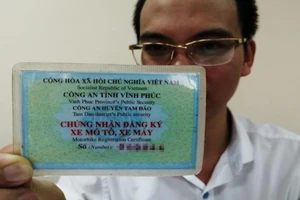 CỘNG HÒA XÃ HỘI CHỦ NGHĨA VIỆT NAM
Socialist Republic of Vietnam
CÔNG AN TỈNH VĨNH PHÚC
Vinh Phuc Province's Public Security
CÔNG AN HUYỆN TAM ĐẢO
Tam Dao District's Public security
CHỨNG NHẬN ĐĂNG KÝ
XE MÔ TÔ, XE MÁY
Motorbike Registration Certificate
Số (Number):